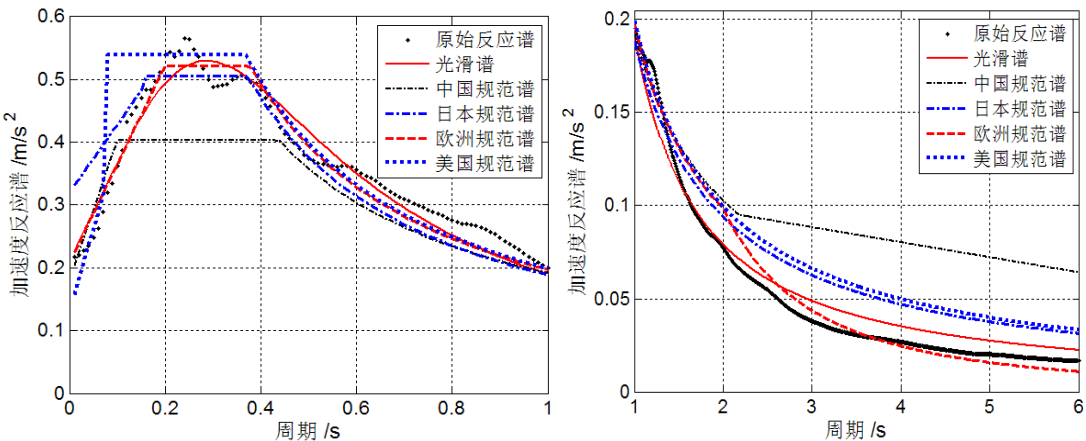 加速度反应谱 /m/s²
0.6
0.5
0.4
0.3
0.2
0.1
0
0
0.2
0.4
0.6
0.8
1
周期 /s
原始反应谱
光滑谱
中国规范谱
日本规范谱
欧洲规范谱
美国规范谱
加速度反应谱 /m/s²
0.2
0.15
0.1
0.05
0
1
2
3
4
5
6
周期 /s
原始反应谱
光滑谱
中国规范谱
日本规范谱
欧洲规范谱
美国规范谱